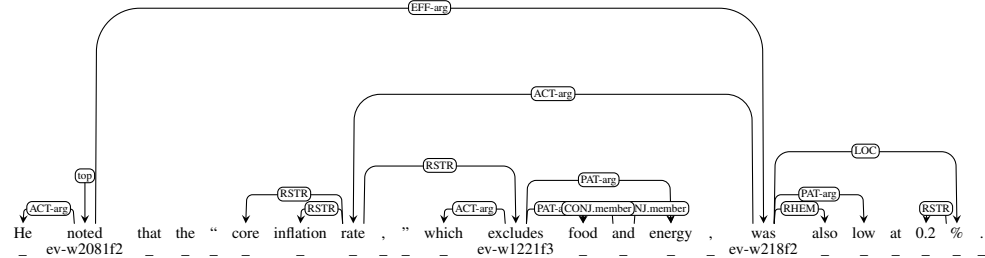 EFF-arg
ACT-arg
LOC
RSTR
top
PAT-arg
RSTR
PAT-arg
ACT-arg
RSTR
ACT-arg
CONJ.member
RHEM
RSTR
He noted that the “ core inflation rate , ” which excludes food and energy , was also low at 0.2 % .
_ ev-w2081f2 _ _ _ _ _ _ _ _ _ ev-w1221f3 _ _ _ _ ev-w218f2 _ _ _ _ _ _